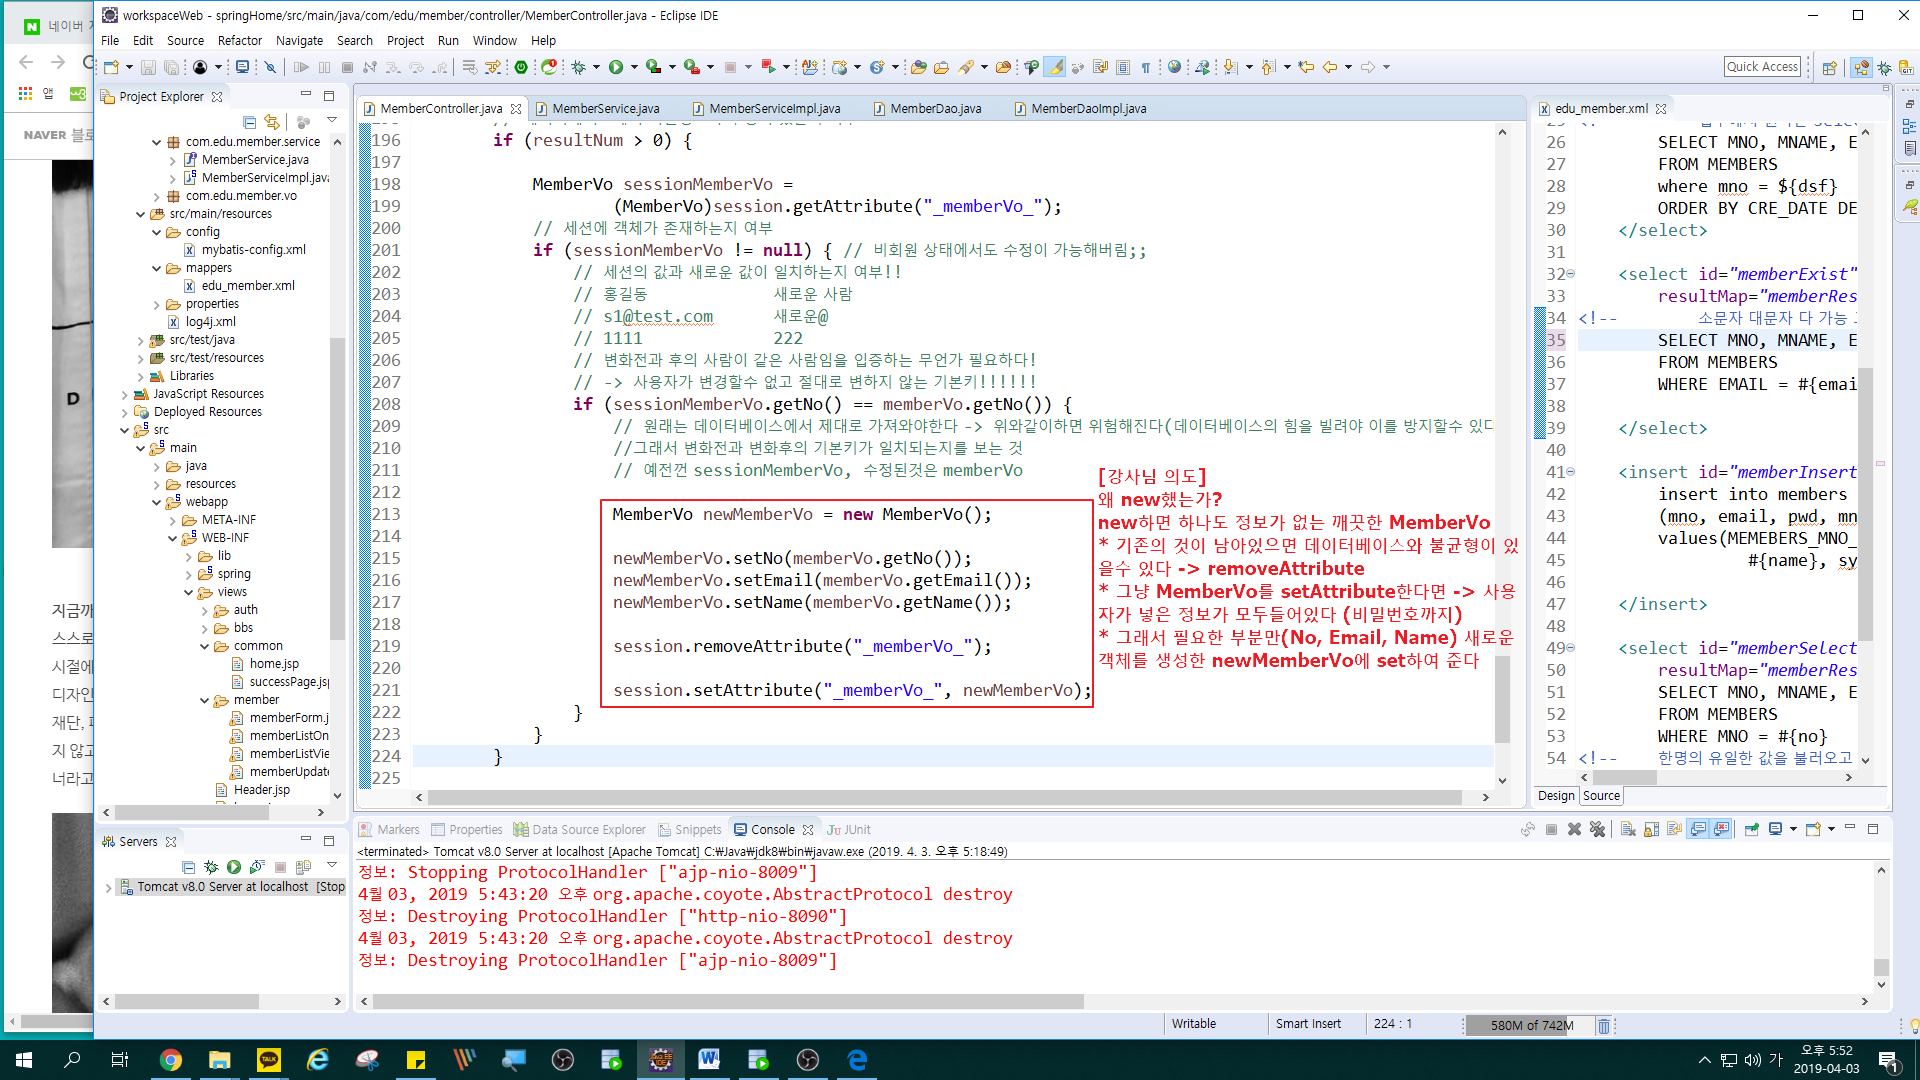 네이버
workspaceWeb - springHome/src/main/java/com/edu/member/controller/MemberController.java - Eclipse IDE
File Edit Source Refactor Navigate Search Project Run Window Help
앱
NAVER 블로
Quick Access
Project Explorer
com.edu.member.service
MemberService.java
MemberServiceImpl.java
com.edu.member.vo
src/main/resources
config
mybatis-config.xml
mappers
edu_member.xml
properties
log4j.xml
src/test/java
src/test/resources
Libraries
JavaScript Resources
Deployed Resources
src
main
java
resources
webapp
META-INF
WEB-INF
lib
spring
views
auth
bbs
common
home.jsp
successPage.jsp
member
memberForm.j
memberListOn
memberListVie
memberUpdate
Header.jsp
지금까
스스로
시절에
디자인
재단,
지 않고
너라고
MemberController.java MemberService.java MemberServiceImpl.java MemberDao.java MemberDaoImpl.java
196 if (resultNum > 0) {
197
198 MemberVo sessionMemberVo =
199 (MemberVo)session.getAttribute("_memberVo_");
200 // 세션에 객체가 존재하는지 여부
201 if (sessionMemberVo != null) { // 비회원 상태에서도 수정이 가능해버림;;
202 // 세션의 값과 새로운 값이 일치하는지 여부!!
203 // 홍길동 새로운 사람
204 // s1@test.com 새로운@
205 // 1111 222
206 // 변화전과 후의 사람이 같은 사람임을 입증하는 무언가 필요하다!
207 // -> 사용자가 변경할수 없고 절대로 변하지 않는 기본키!!!!!!
208 if (sessionMemberVo.getNo() == memberVo.getNo()) {
209 // 원래는 데이터베이스에서 제대로 가져와야한다 -> 위와같이하면 위험해진다(데이터베이스의 힘을 빌려야 이를 방지할수 있다
210 //그래서 변화전과 변화후의 기본키가 일치되는지를 보는 것
211 // 예전껀 sessionMemberVo, 수정된것은 memberVo
212
213 MemberVo newMemberVo = new MemberVo();
214
215 newMemberVo.setNo(memberVo.getNo());
216 newMemberVo.setEmail(memberVo.getEmail());
217 newMemberVo.setName(memberVo.getName());
218
219 session.removeAttribute("_memberVo_");
220
221 session.setAttribute("_memberVo_", newMemberVo);
222 }
223 }
224 }
225
[강사님 의도]
왜 new했는가?
new하면 하나도 정보가 없는 깨끗한 MemberVo
* 기존의 것이 남아있으면 데이터베이스와 불균형이 있
을수 있다 -> removeAttribute
* 그냥 MemberVo를 setAttribute한다면 -> 사용
자가 넣은 정보가 모두들어있다 (비밀번호까지)
* 그래서 필요한 부분만(No, Email, Name) 새로운
객체를 생성한 newMemberVo에 set하여 준다
edu_member.xml
26 SELECT MNO, MNAME, E
27 FROM MEMBERS
28 where mno = ${dsf}
29 ORDER BY CRE_DATE DE
30 </select>
31
32 <select id="memberExist"
33 resultMap="memberRes
34 <!-- 소문자 대문자 다 가능
35 SELECT MNO, MNAME, E
36 FROM MEMBERS
37 WHERE EMAIL = #{emai
38
39 </select>
40
41 <insert id="memberInsert
42 insert into members
43 (mno, email, pwd, mn
44 values(MEMEBERS_MNO_
45 #{name}, sy
46
47 </insert>
48
49 <select id="memberSelect
50 resultMap="memberRes
51 SELECT MNO, MNAME, E
52 FROM MEMBERS
53 WHERE MNO = #{no}
54 <!-- 한명의 유일한 값을 불러오고
Design Source
Servers
Tomcat v8.0 Server at localhost [Stop
Markers Properties Data Source Explorer Snippets Console JUnit
<terminated> Tomcat v8.0 Server at localhost [Apache Tomcat] C:₩Java₩jdk8₩bin₩javaw.exe (2019. 4. 3. 오후 5:18:49)
정보: Stopping ProtocolHandler ["ajp-nio-8009"]
4월 03, 2019 5:43:20 오후 org.apache.coyote.AbstractProtocol destroy
정보: Destroying ProtocolHandler ["http-nio-8090"]
4월 03, 2019 5:43:20 오후 org.apache.coyote.AbstractProtocol destroy
정보: Destroying ProtocolHandler ["ajp-nio-8009"]
Writable Smart Insert 224 : 1 580M of 742M
TALK
가
오후 5:52
2019-04-03
1